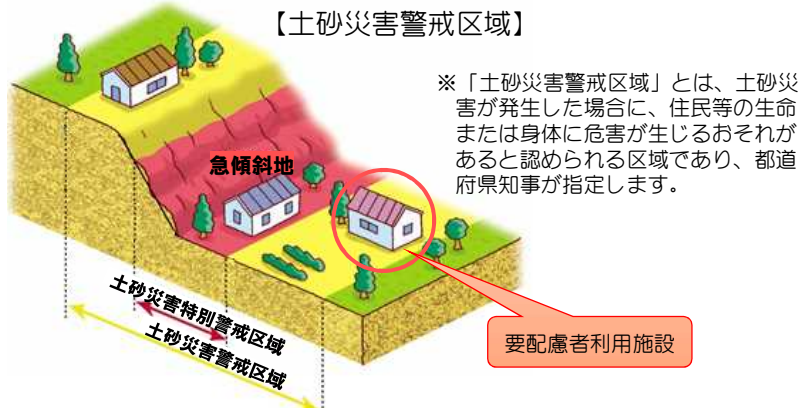 【土砂災害警戒区域】
※「土砂災害警戒区域」とは、土砂災
害が発生した場合に、住民等の生命
または身体に危害が生じるおそれが
あると認められる区域であり、都道
府県知事が指定します。
急傾斜地
土砂災害特別警戒区域
土砂災害警戒区域
要配慮者利用施設